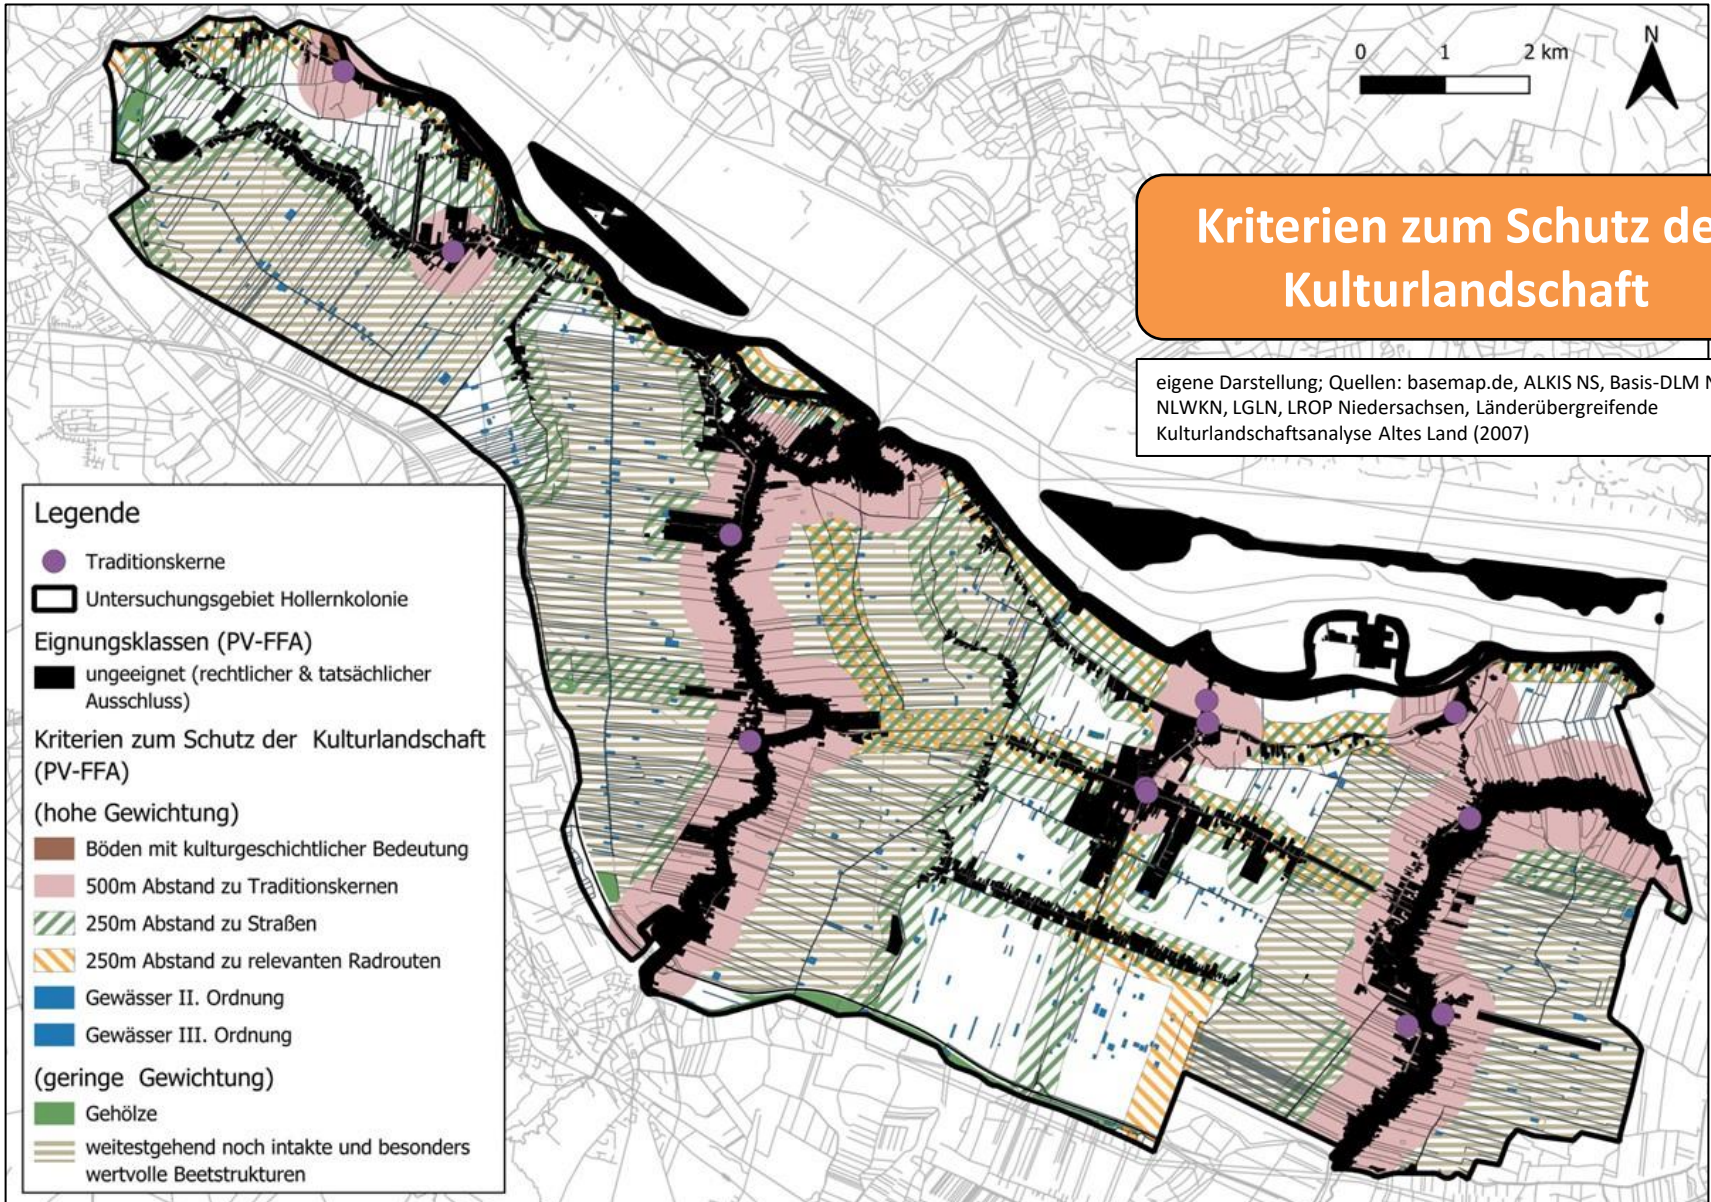 0 1 2 km
N
Kriterien zum Schutz de
Kulturlandschaft
eigene Darstellung; Quellen: basemap.de, ALKIS NS, Basis-DLM N
NLWKN, LGLN, LROP Niedersachsen, Länderübergreifende
Kulturlandschaftsanalyse Altes Land (2007)
Legende
Traditionskerne
Untersuchungsgebiet Hollernkolonie
Eignungsklassen (PV-FFA)
ungeeignet (rechtlicher & tatsächlicher
Ausschluss)
Kriterien zum Schutz der Kulturlandschaft
(PV-FFA)
(hohe Gewichtung)
Böden mit kulturgeschichtlicher Bedeutung
500m Abstand zu Traditionskernen
250m Abstand zu Straßen
250m Abstand zu relevanten Radrouten
Gewässer II. Ordnung
Gewässer III. Ordnung
(geringe Gewichtung)
Gehölze
weitestgehend noch intakte und besonders
wertvolle Beetstrukturen